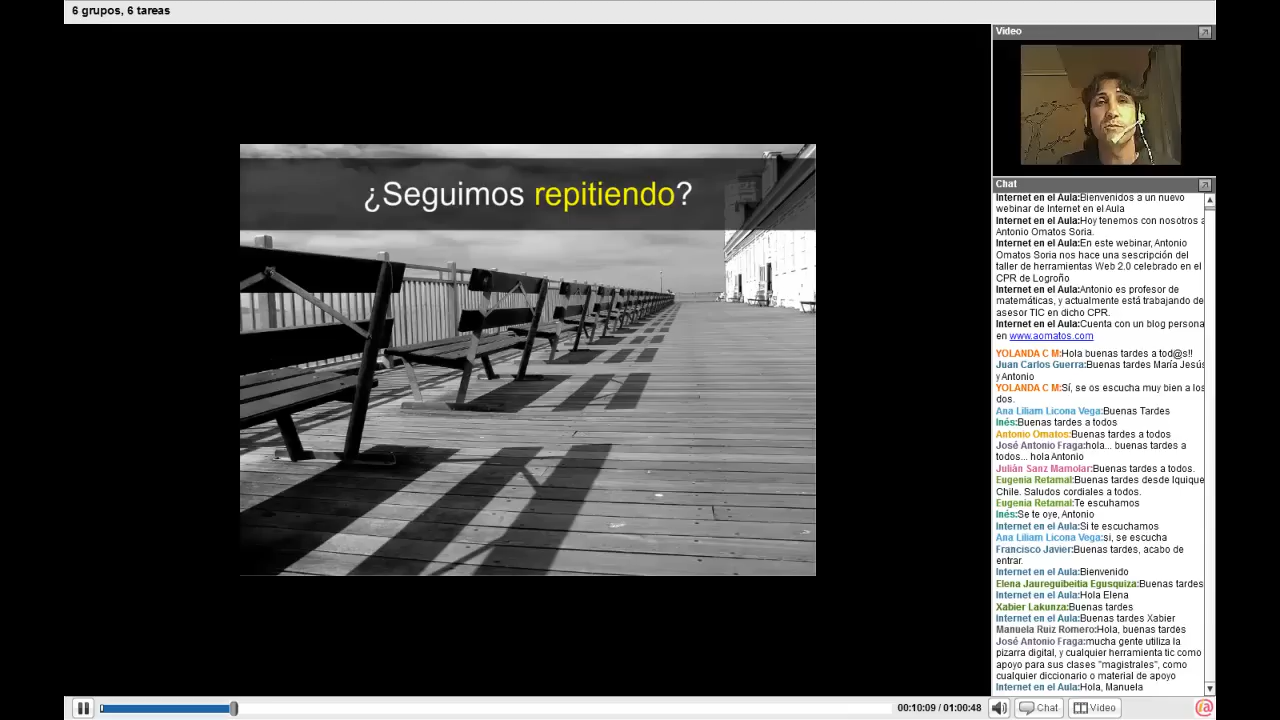 6 grupos, 6 tareas
¿Seguimos repitiendo?
Video
Chat
Internet en el Aula:Bienvenidos a un nuevo
webinar de Internet en el Aula
Internet en el Aula:Hoy tenemos con nosotros a
Antonio Omatos Soria.
Internet en el Aula:En este webinar, Antonio
Omatos Soria nos hace una sescripción del
taller de herramientas Web 2.0 celebrado en el
CPR de Logroño
Internet en el Aula:Antonio es profesor de
matemáticas, y actualmente está trabajando de
asesor TIC en dicho CPR.
Internet en el Aula:Cuenta con un blog persona
en www.aomatos.com
YOLANDA C M:Hola buenas tardes a tod@s!!
Juan Carlos Guerra:Buenas tardes María Jesús
y Antonio
YOLANDA C M:Sí, se os escucha muy bien a los
dos.
Ana Liliam Licona Vega:Buenas Tardes
Inés:Buenas tardes a todos
Antonio Omatos:Buenas tardes a todos
José Antonio Fraga:hola... buenas tardes a
todos... hola Antonio
Julián Sanz Mamolar:Buenas tardes a todos.
Eugenia Retamal:Buenas tardes desde Iquique
Chile. Saludos cordiales a todos.
Eugenia Retamal:Te escuhamos
Inés:Se te oye, Antonio
Internet en el Aula:Si te escuchamos
Ana Liliam Licona Vega:si, se escucha
Francisco Javier:Buenas tardes, acabo de
entrar.
Internet en el Aula:Bienvenido
Elena Jaureguibeitia Egusquiza:Buenas tardes
Internet en el Aula:Hola Elena
Xabier Lakunza:Buenas tardes
Internet en el Aula:Buenas tardes Xabier
Manuela Ruiz Romero:Hola, buenas tardes
José Antonio Fraga:mucha gente utiliza la
pizarra digital, y cualquier herramienta tic como
apoyo para sus clases "magistrales", como
cualquier diccionario o material de apoyo
Internet en el Aula:Hola, Manuela
00:10:09 / 01:00:48 Chat Video